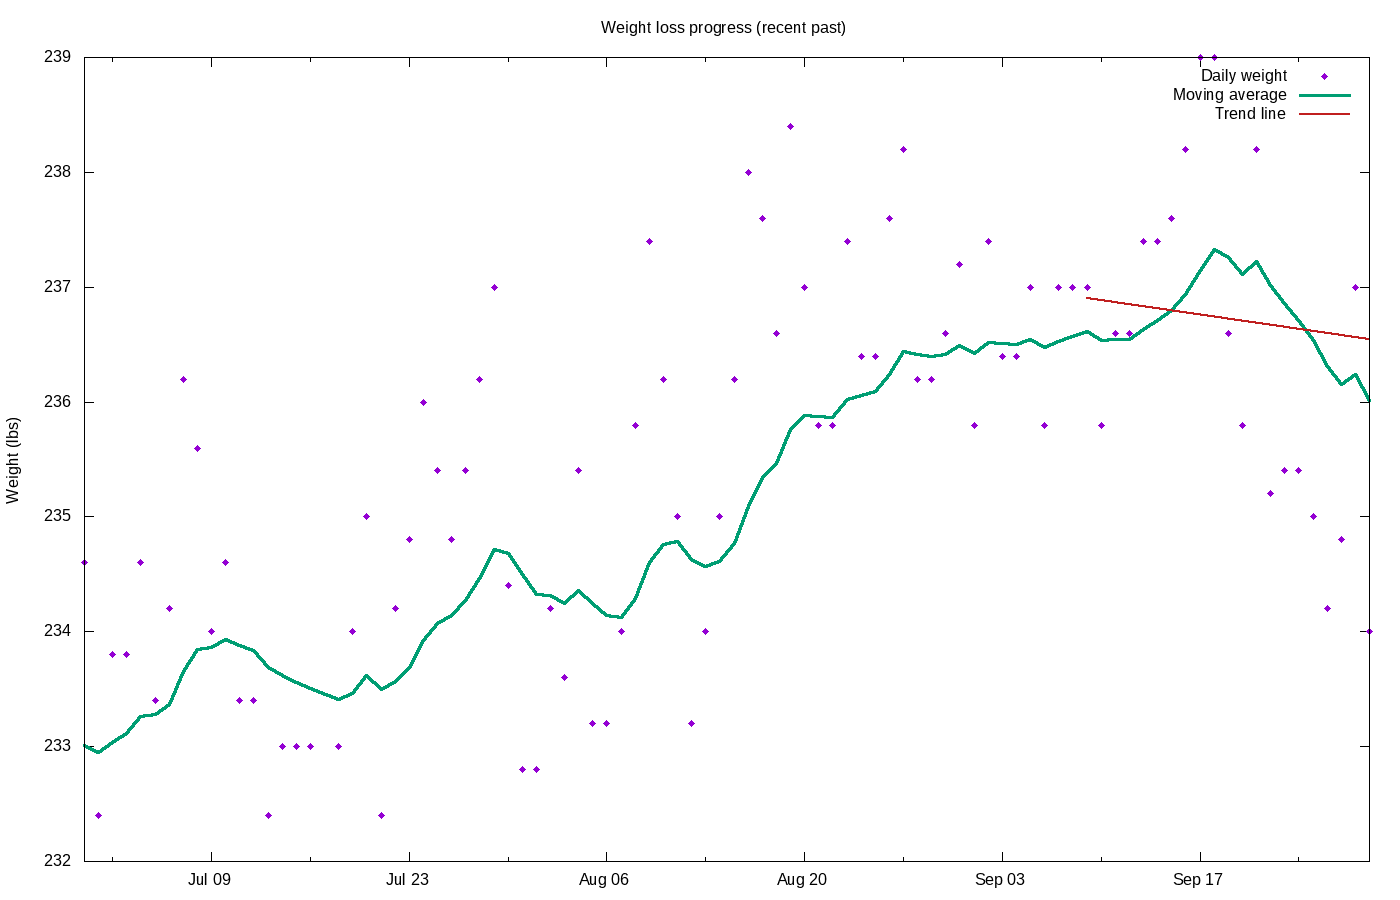 Weight loss progress (recent past)
Daily weight
Moving average
Trend line
239
238
237
236
235
234
233
232
Weight (lbs)
Jul 09 Jul 23 Aug 06 Aug 20 Sep 03 Sep 17